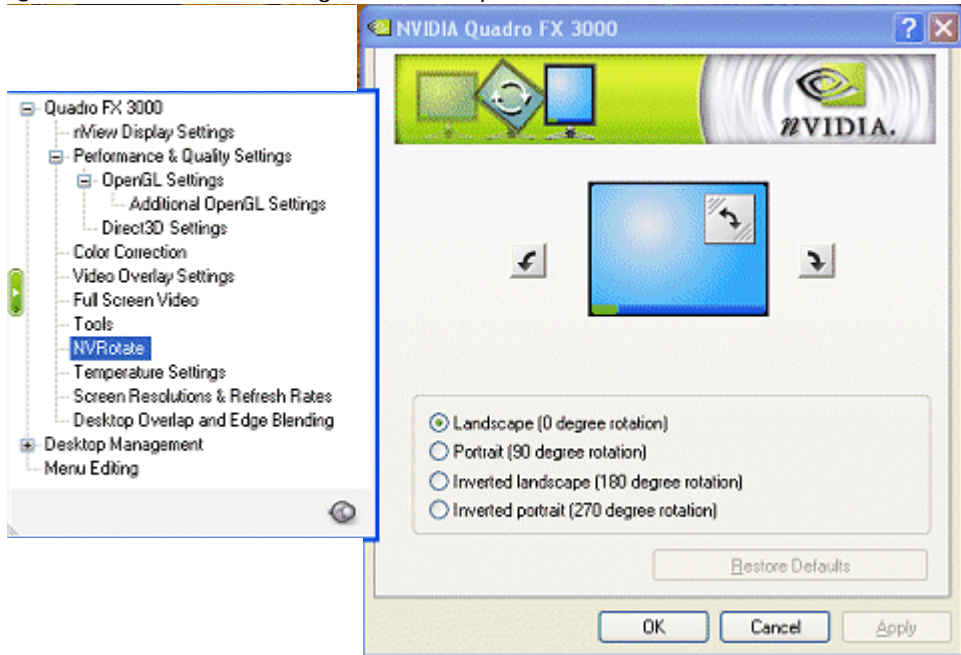 NVIDIA Quadro FX 3000
nVIDIA.
Quadro FX 3000
nView Display Settings
Performance & Quality Settings
OpenGL Settings
Additional OpenGL Settings
Direct3D Settings
Color Correction
Video Overlay Settings
Full Screen Video
Tools
NVRotate
Temperature Settings
Screen Resolutions & Refresh Rates
Desktop Overlap and Edge Blending
Desktop Management
Menu Editing
Landscape (0 degree rotation)
Portrait (90 degree rotation)
Inverted landscape (180 degree rotation)
Inverted portrait (270 degree rotation)
Restore Defaults
OK
Cancel
Apply